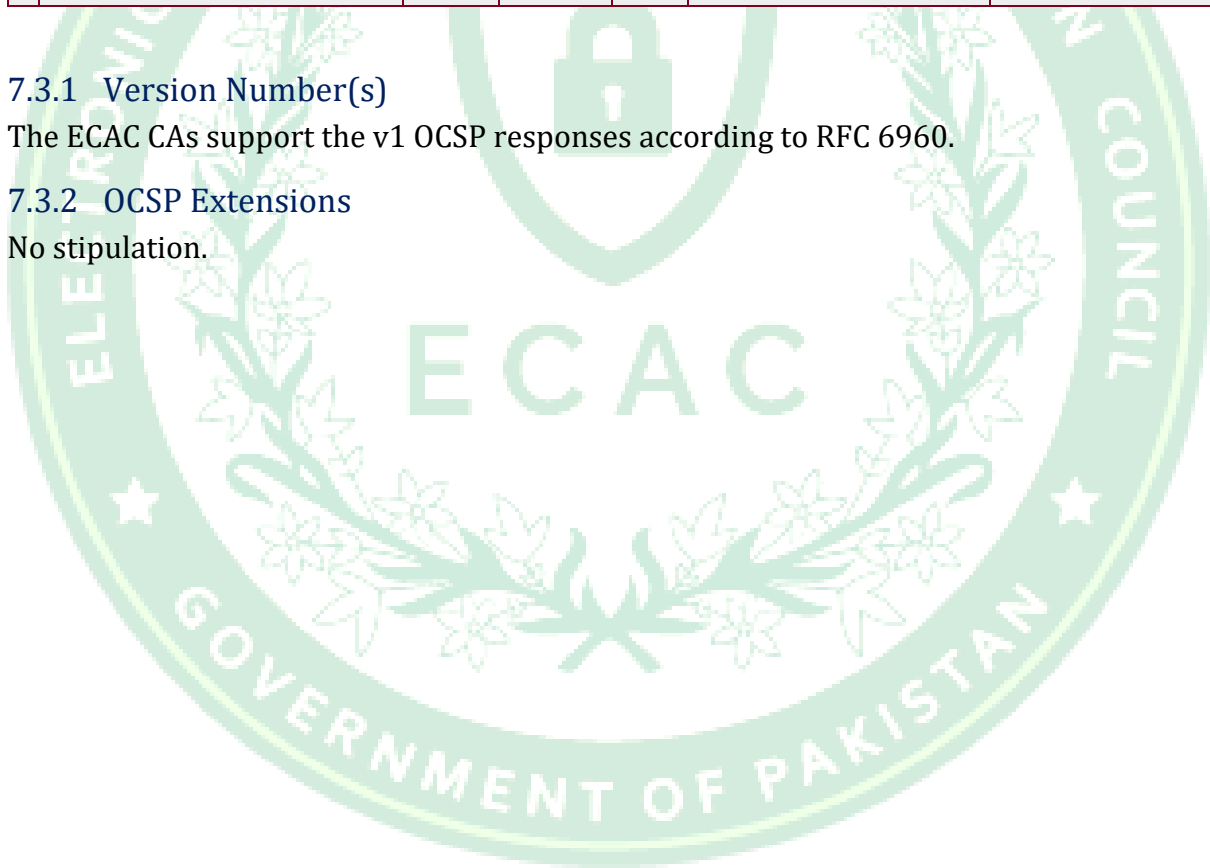 7.3.1 Version Number(s)
The ECAC CAs support the v1 OCSP responses according to RFC 6960.
7.3.2 OCSP Extensions
No stipulation.
ELETRONIC
N COUNCIL
ECAC
GOVERNMENT OF PAKISTAN